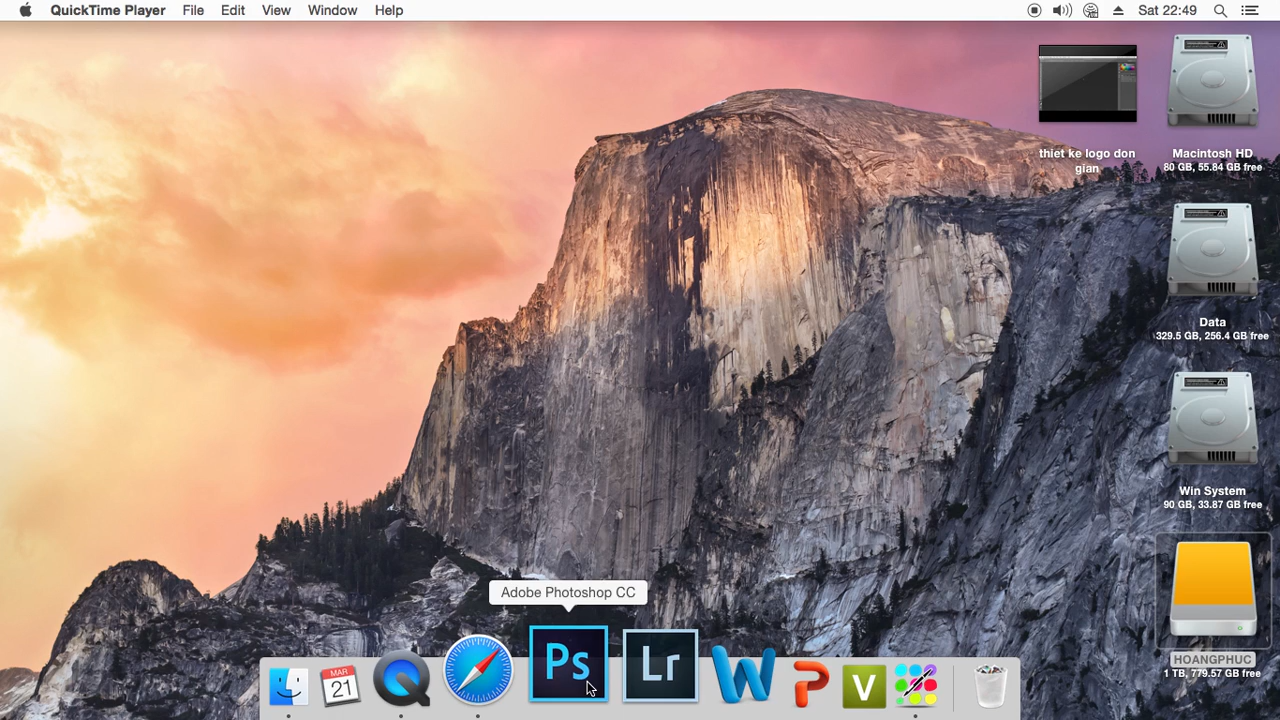 QuickTime Player File Edit View Window Help Sat 22:49
thiet ke logo don
gian
Macintosh HD
80 GB, 55.84 GB free
Data
329.5 GB, 256.4 GB free
Win System
90 GB, 33.87 GB free
HOANGPHUC
1 TB, 779.57 GB free
Adobe Photoshop CC
MAR
21
Ps
Lr
W
P
V